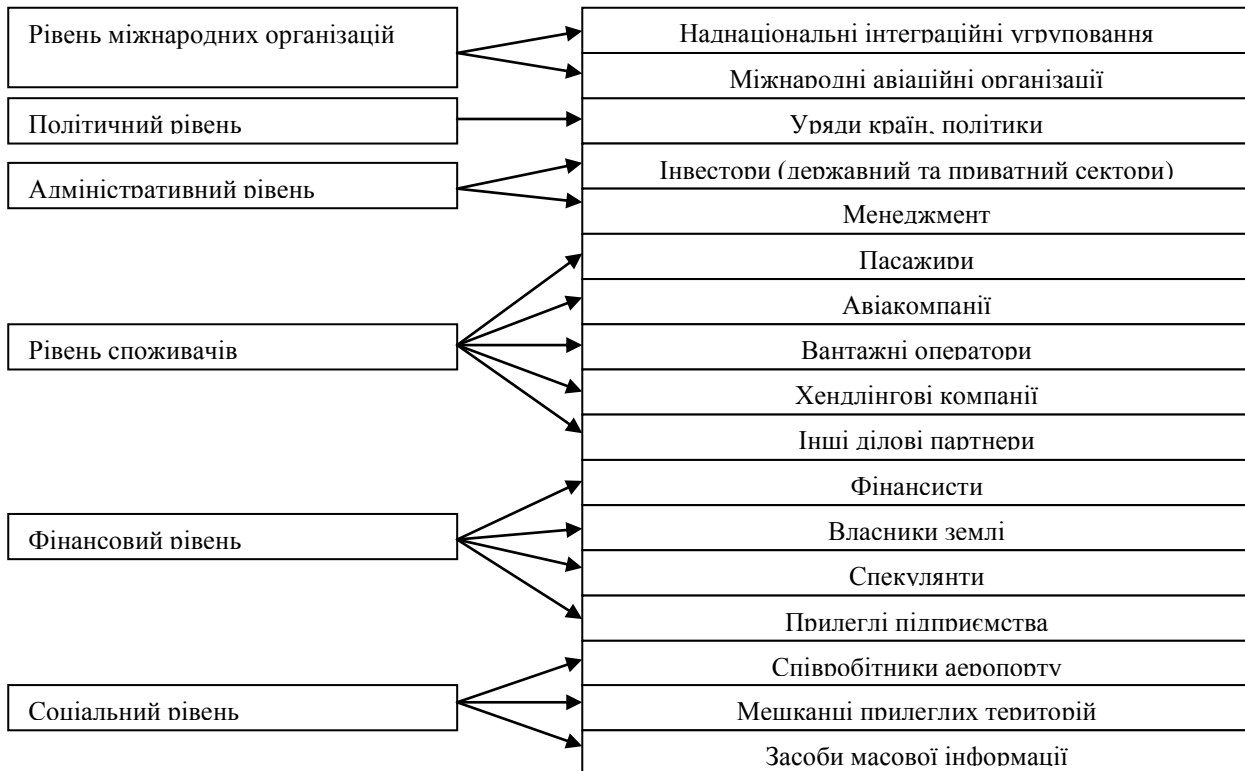 Рівень міжнародних організацій
Наднаціональні інтеграційні угруповання
Міжнародні авіаційні організації
Політичний рівень
Уряди країн, політики
Адміністративний рівень
Інвестори (державний та приватний сектори)
Менеджмент
Рівень споживачів
Пасажири
Авіакомпанії
Вантажні оператори
Хендлінгові компанії
Інші ділові партнери
Фінансовий рівень
Фінансисти
Власники землі
Спекулянти
Прилеглі підприємства
Соціальний рівень
Співробітники аеропорту
Мешканці прилеглих територій
Засоби масової інформації